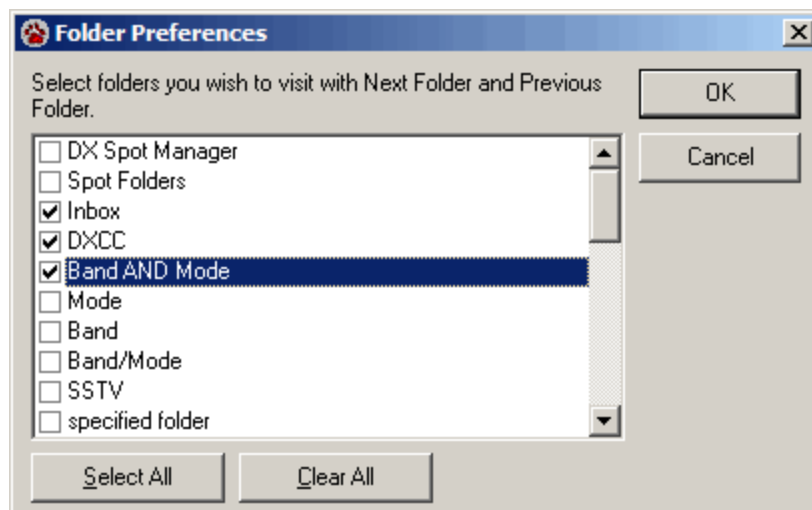 Folder Preferences
Select folders you wish to visit with Next Folder and Previous
Folder.
OK
Cancel
DX Spot Manager
Spot Folders
Inbox
DXCC
Band AND Mode
Mode
Band
Band/Mode
SSTV
specified folder
Select All
Clear All